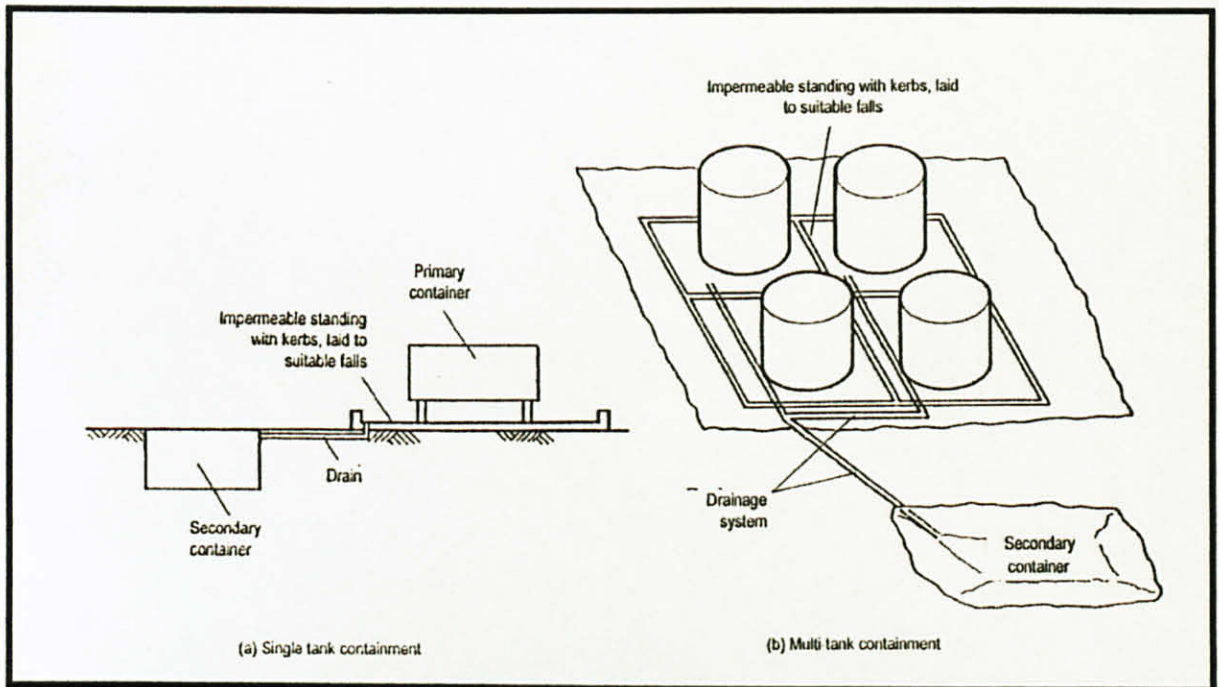 Primary
container
Impermeable standing
with kerbs, laid to
suitable falls
Drain
Secondary
container
(a) Single tank containment
Impermeable standing with kerbs, laid
to suitable falls
Drainage
system
Secondary
container
(b) Multi tank containment